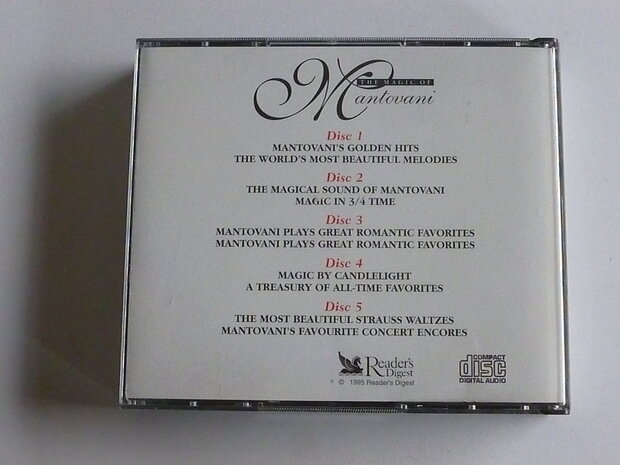 THE MAGIC OF
Mantovani
Disc 1
MANTOVANI'S GOLDEN HITS
THE WORLD'S MOST BEAUTIFUL MELODIES
Disc 2
THE MAGICAL SOUND OF MANTOVANI
MAGIC IN 3/4 TIME
Disc 3
MANTOVANI PLAYS GREAT ROMANTIC FAVORITES
MANTOVANI PLAYS GREAT ROMANTIC FAVORITES
Disc 4
MAGIC BY CANDLELIGHT
A TREASURY OF ALL-TIME FAVORITES
Disc 5
THE MOST BEAUTIFUL STRAUSS WALTZES
MANTOVANI'S FAVOURITE CONCERT ENCORES
Reader's
Digest
℗ © 1995 Reader's Digest
COMPACT
disc
DIGITAL AUDIO